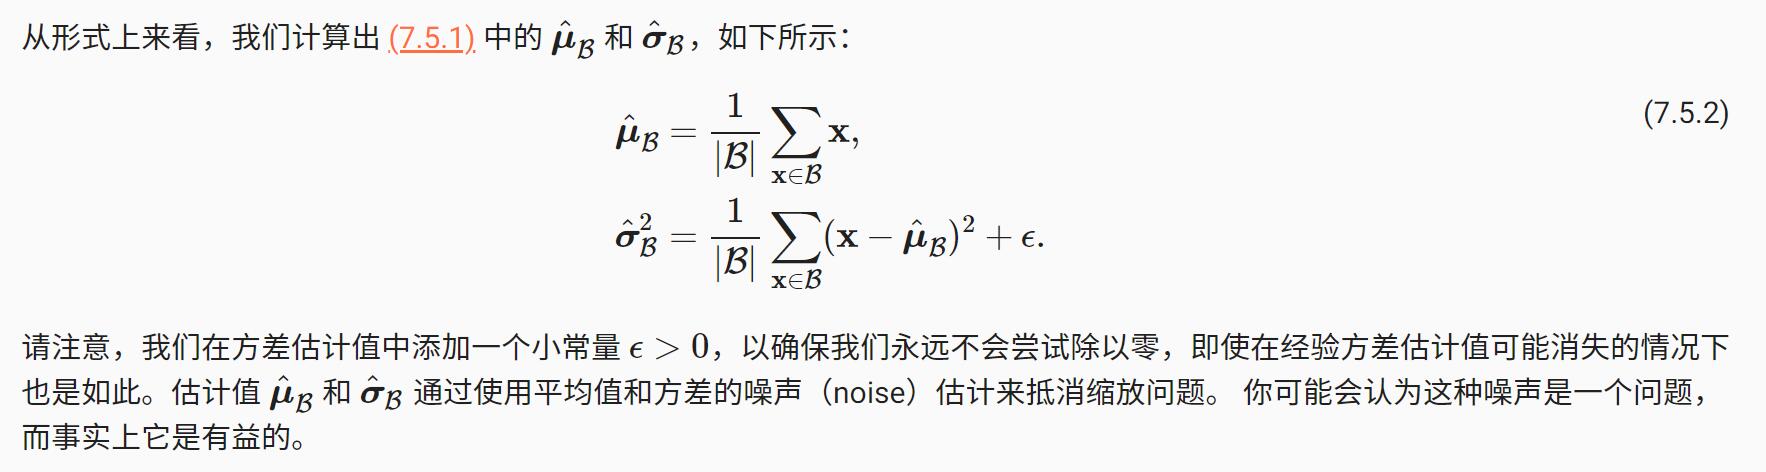 从形式上来看，我们计算出 (7.5.1) 中的 $\hat{\boldsymbol{\mu}}_\mathcal{B}$ 和 $\hat{\boldsymbol{\sigma}}_\mathcal{B}$，如下所示：
$\hat{\boldsymbol{\mu}}_\mathcal{B} = \frac{1}{|\mathcal{B}|} \sum_{\mathbf{x} \in \mathcal{B}} \mathbf{x},$ (7.5.2)
$\hat{\boldsymbol{\sigma}}_\mathcal{B}^2 = \frac{1}{|\mathcal{B}|} \sum_{\mathbf{x} \in \mathcal{B}} (\mathbf{x} - \hat{\boldsymbol{\mu}}_{\mathcal{B}})^2 + \epsilon.$
请注意，我们在方差估计值中添加一个小常量 $\epsilon > 0$，以确保我们永远不会尝试除以零，即使在经验方差估计值可能消失的情况下
也是如此。估计值 $\hat{\boldsymbol{\mu}}_\mathcal{B}$ 和 $\hat{\boldsymbol{\sigma}}_\mathcal{B}$ 通过使用平均值和方差的噪声（noise）估计来抵消缩放问题。 你可能会认为这种噪声是一个问题，
而事实上它是有益的。